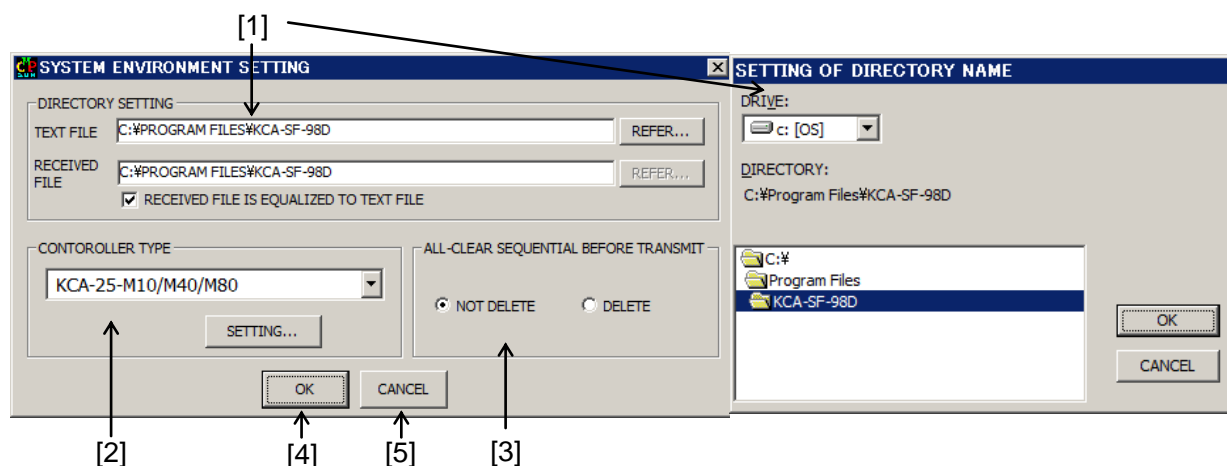 [1]
SYSTEM ENVIRONMENT SETTING
DIRECTORY SETTING
TEXT FILE C:¥PROGRAM FILES¥KCA-SF-98D REFER...
RECEIVED FILE C:¥PROGRAM FILES¥KCA-SF-98D REFER...
RECEIVED FILE IS EQUALIZED TO TEXT FILE
CONTOROLLER TYPE
KCA-25-M10/M40/M80
SETTING...
ALL-CLEAR SEQUENTIAL BEFORE TRANSMIT
NOT DELETE DELETE
OK CANCEL
[2] [4] [5] [3]
SETTING OF DIRECTORY NAME
DRIVE:
c: [OS]
DIRECTORY:
C:¥Program Files¥KCA-SF-98D
C:¥
Program Files
KCA-SF-98D
OK
CANCEL